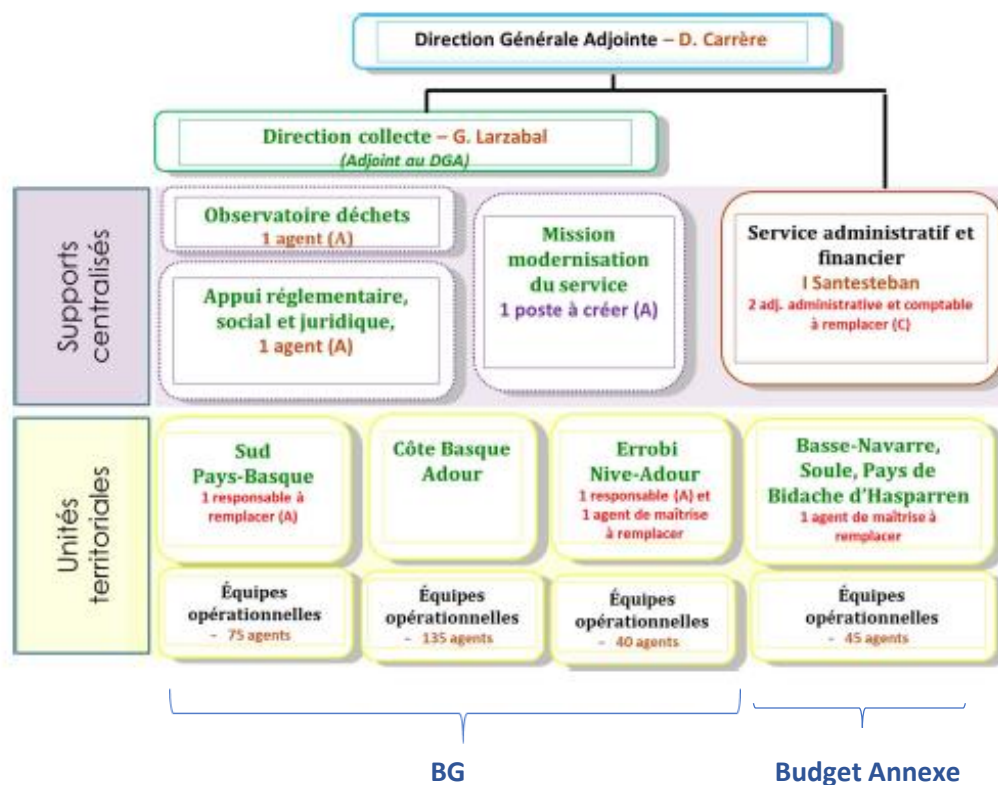 Direction Générale Adjointe – D. Carrère
Direction collecte – G. Larzabal
(Adjoint au DGA)
Supports
centralisés
Observatoire déchets
1 agent (A)
Appui réglementaire,
social et juridique,
1 agent (A)
Mission
modernisation
du service
1 poste à créer (A)
Service administratif et
financier
I Santesteban
2 adj. administrative et comptable
à remplacer (C)
Unités
territoriales
Sud
Pays-Basque
1 responsable à
remplacer (A)
Côte Basque
Adour
Errobi
Nive-Adour
1 responsable (A) et
1 agent de maîtrise
à remplacer
Basse-Navarre,
Soule, Pays de
Bidache d’Hasparren
1 agent de maîtrise à
remplacer
Équipes
opérationnelles
- 75 agents
Équipes
opérationnelles
- 135 agents
Équipes
opérationnelles
- 40 agents
Équipes
opérationnelles
- 45 agents
BG
Budget Annexe